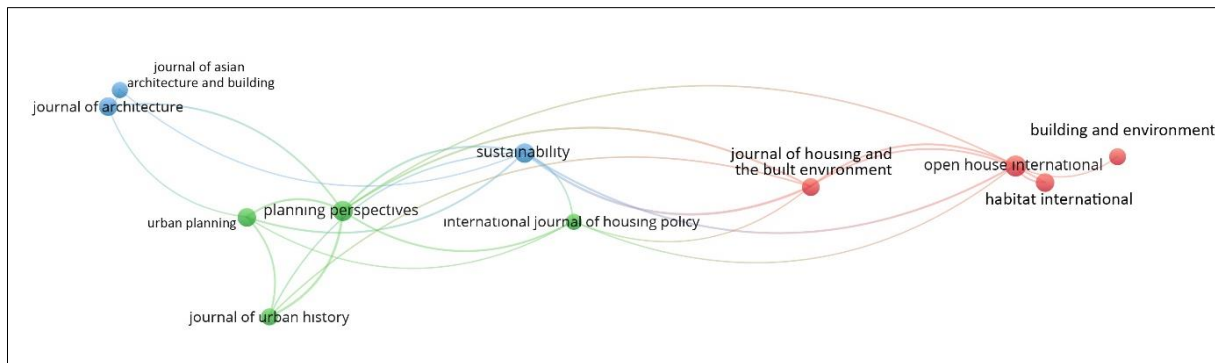 journal of asian
architecture and building
journal of architecture
sustainability
journal of housing and
the built environment
building and environment
open house international
habitat international
planning perspectives
urban planning
international journal of housing policy
journal of urban history